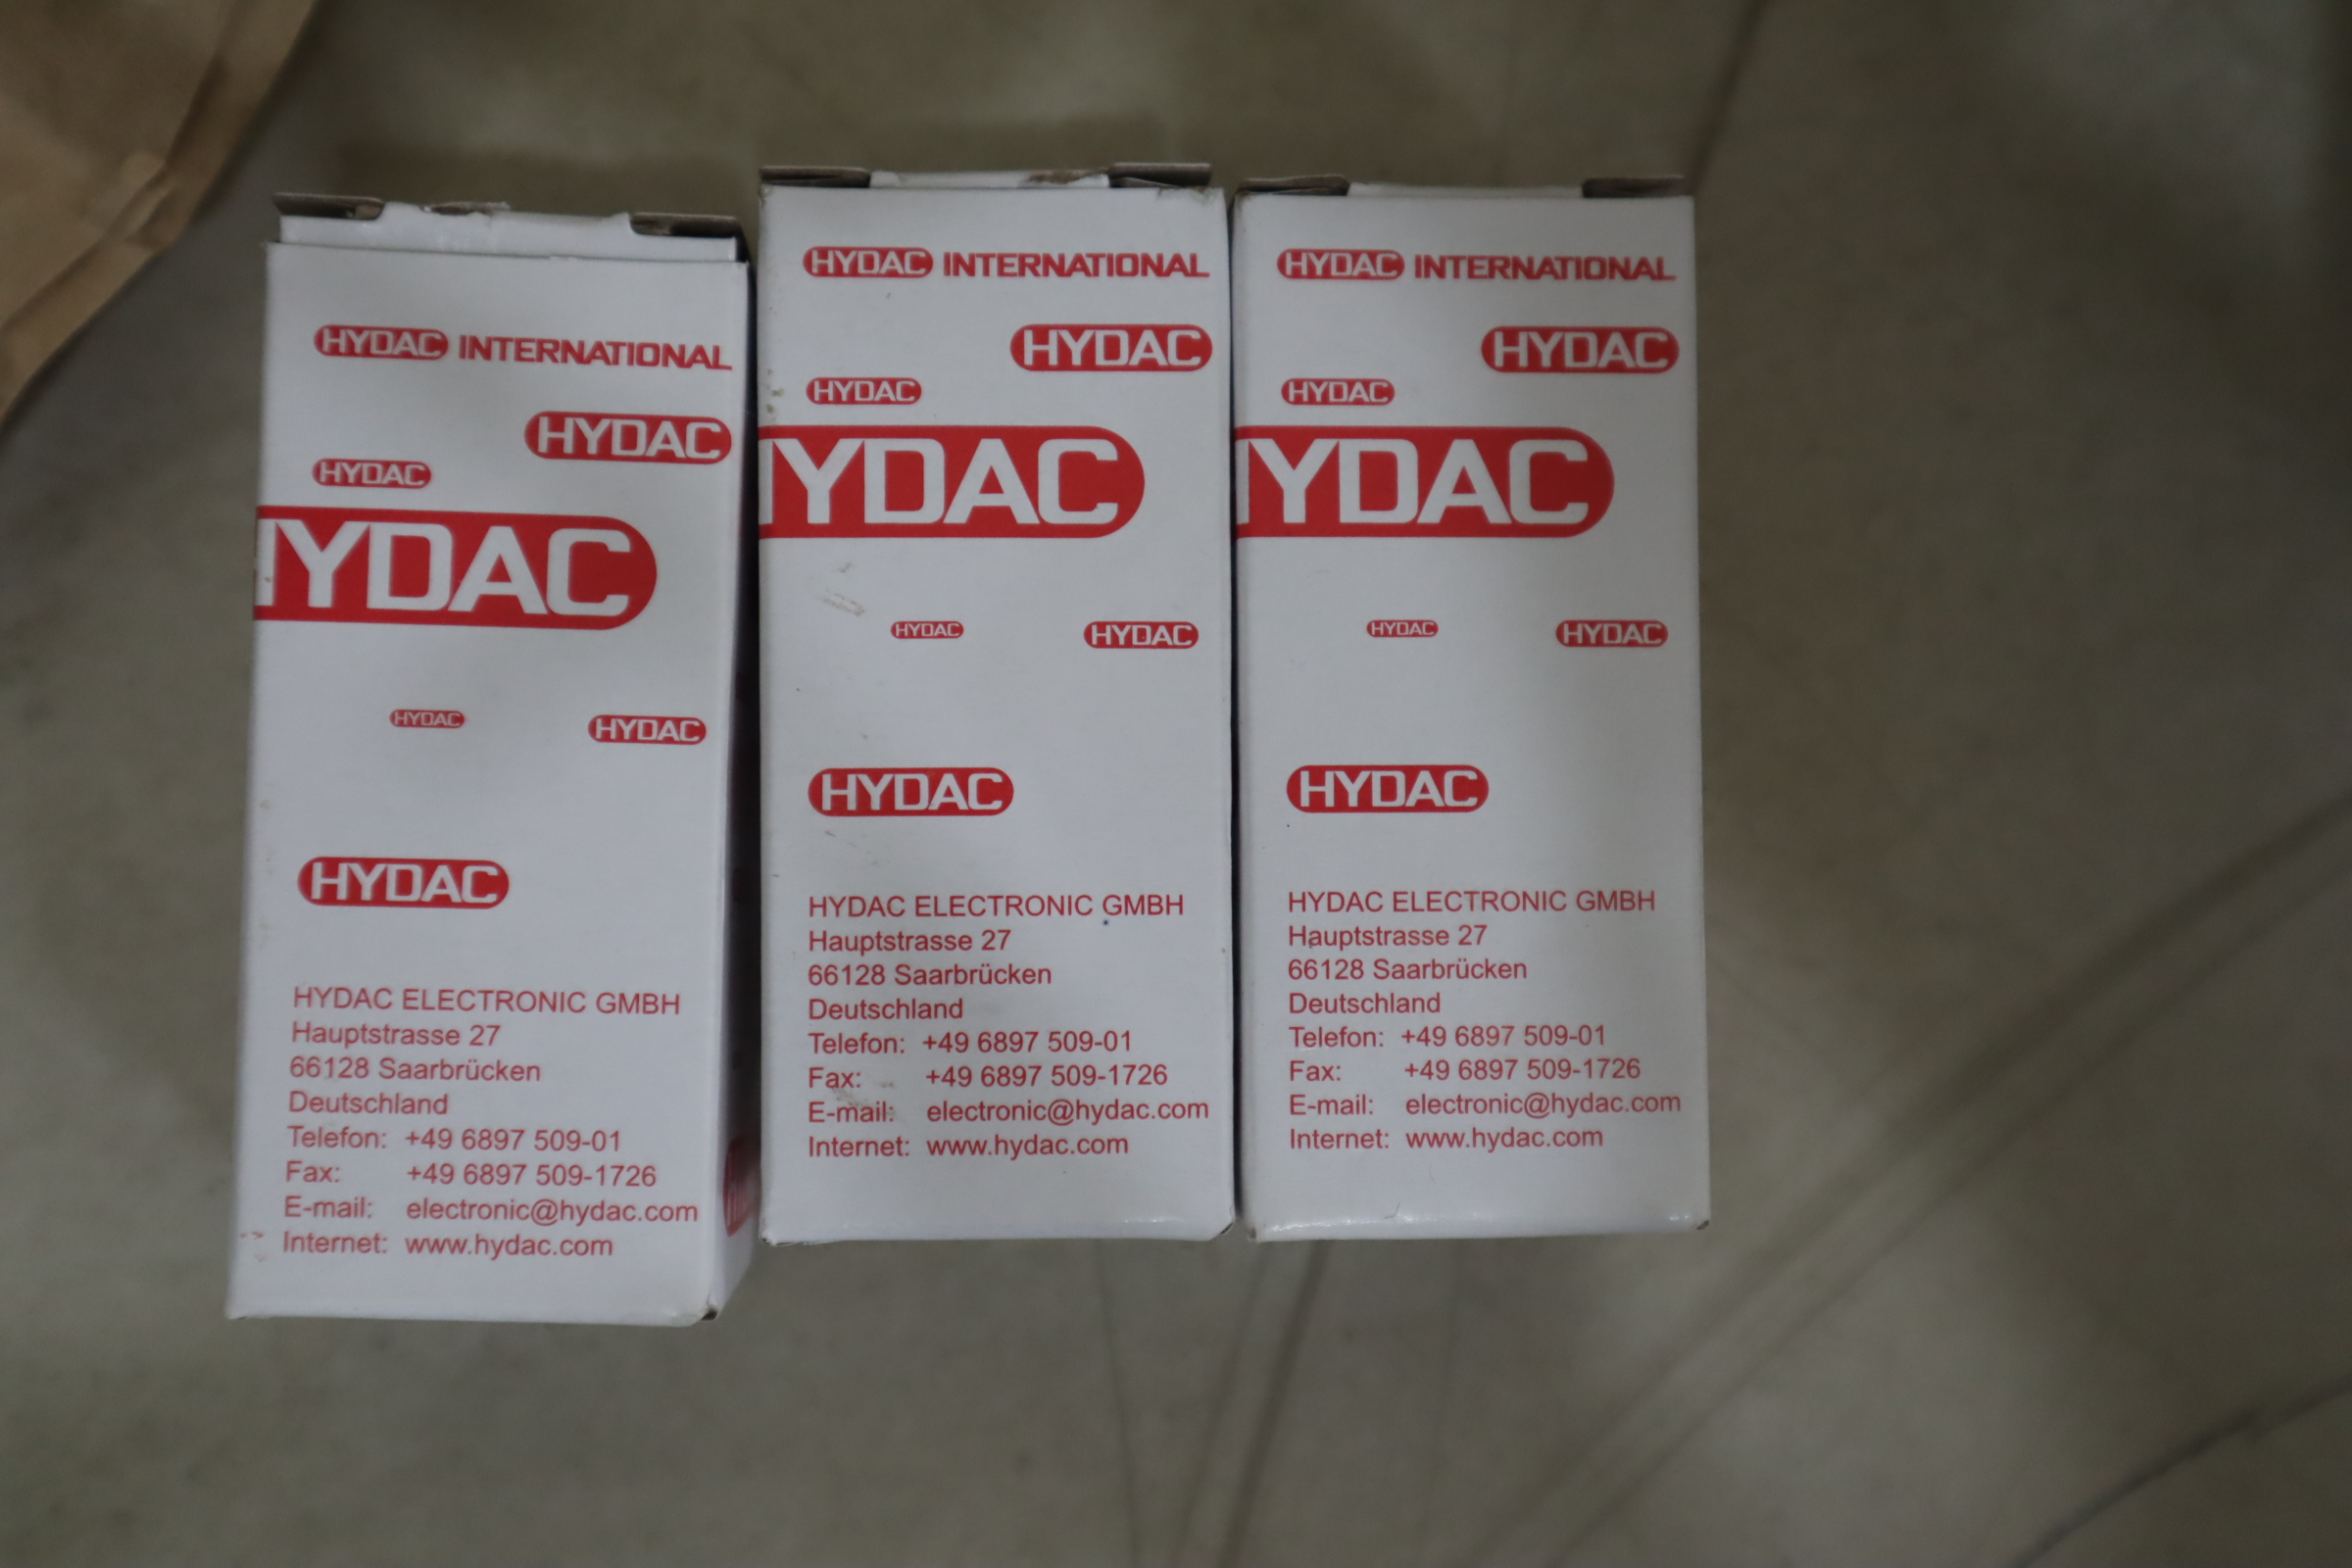 HYDAC INTERNATIONAL
HYDAC
HYDAC
HYDAC
HYDAC
HYDAC
HYDAC
HYDAC ELECTRONIC GMBH
Hauptstrasse 27
66128 Saarbrücken
Deutschland
Telefon: +49 6897 509-01
Fax: +49 6897 509-1726
E-mail: electronic@hydac.com
Internet: www.hydac.com
HYDAC INTERNATIONAL
HYDAC
HYDAC
YDAC
HYDAC
HYDAC
HYDAC
HYDAC ELECTRONIC GMBH
Hauptstrasse 27
66128 Saarbrücken
Deutschland
Telefon: +49 6897 509-01
Fax: +49 6897 509-1726
E-mail: electronic@hydac.com
Internet: www.hydac.com
HYDAC INTERNATIONAL
HYDAC
HYDAC
YDAC
HYDAC
HYDAC
HYDAC
HYDAC ELECTRONIC GMBH
Hauptstrasse 27
66128 Saarbrücken
Deutschland
Telefon: +49 6897 509-01
Fax: +49 6897 509-1726
E-mail: electronic@hydac.com
Internet: www.hydac.com